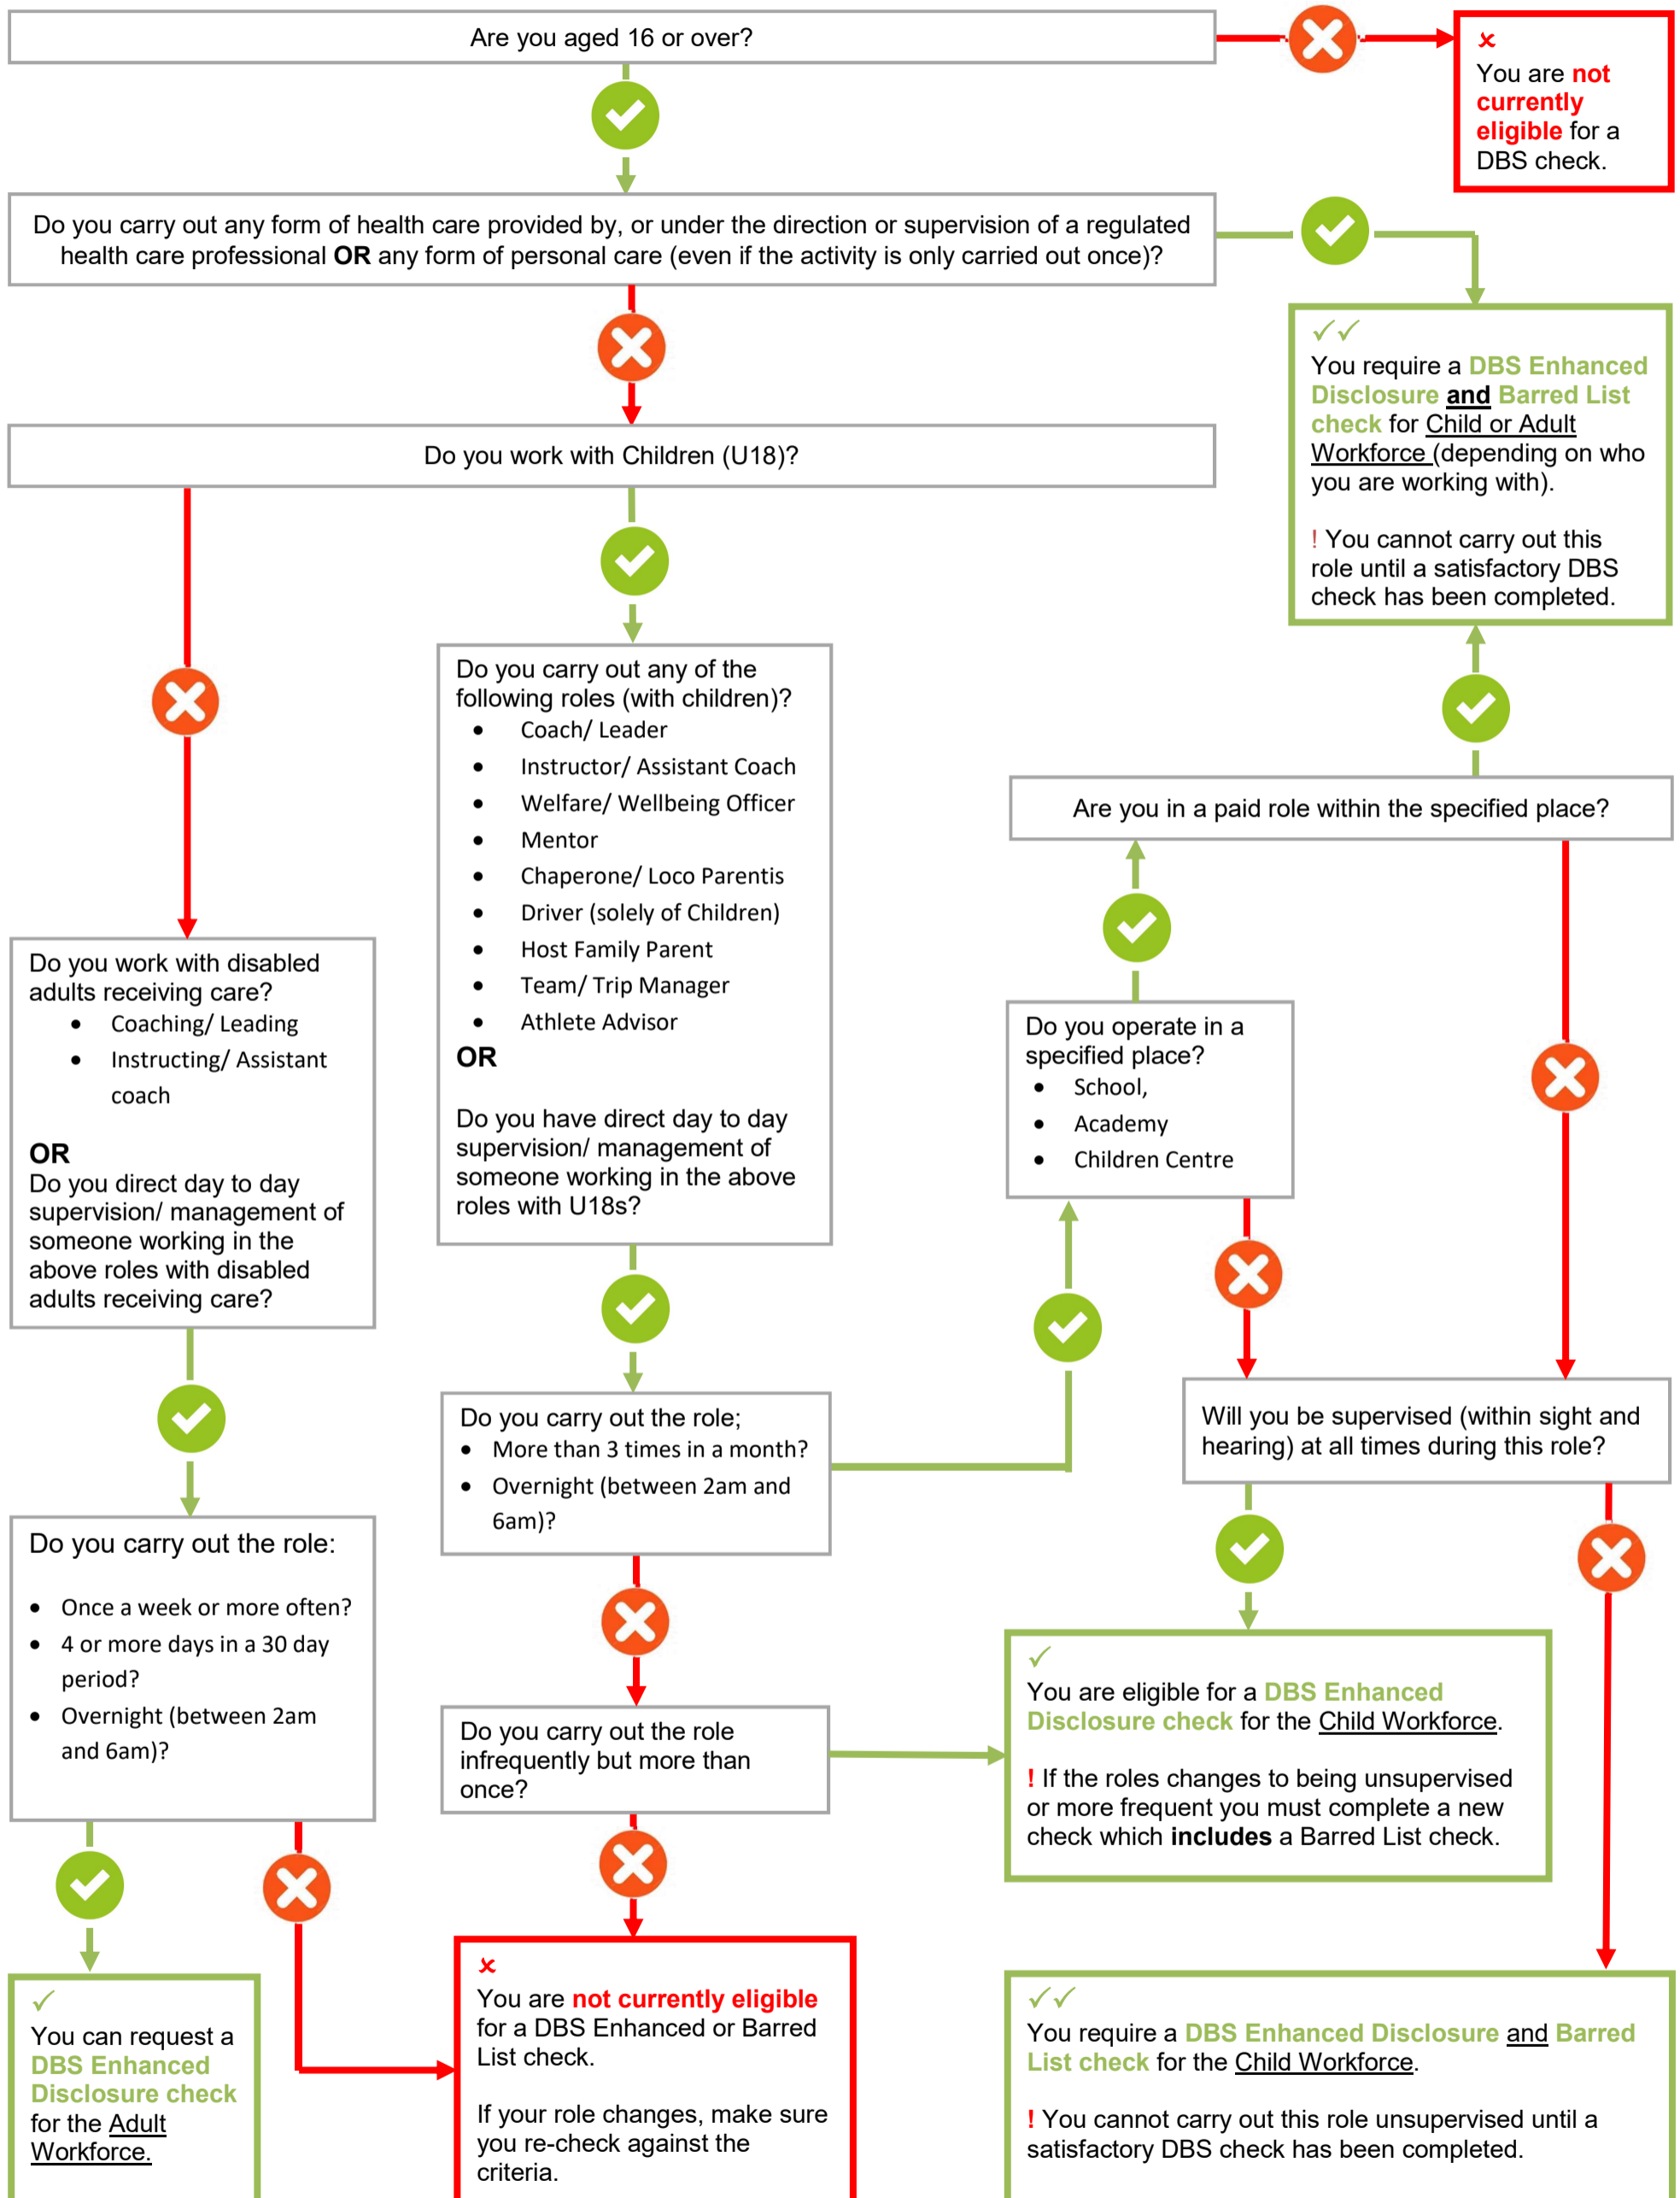 Are you aged 16 or over?
×
You are not
currently
eligible for a
DBS check.
Do you carry out any form of health care provided by, or under the direction or supervision of a regulated
health care professional OR any form of personal care (even if the activity is only carried out once)?
✓✓
You require a DBS Enhanced
Disclosure and Barred List
check for Child or Adult
Workforce (depending on who
you are working with).
! You cannot carry out this
role until a satisfactory DBS
check has been completed.
Do you work with Children (U18)?
Do you carry out any of the
following roles (with children)?
• Coach/ Leader
• Instructor/ Assistant Coach
• Welfare/ Wellbeing Officer
• Mentor
• Chaperone/ Loco Parentis
• Driver (solely of Children)
• Host Family Parent
• Team/ Trip Manager
• Athlete Advisor
OR
Do you have direct day to day
supervision/ management of
someone working in the above
roles with U18s?
Are you in a paid role within the specified place?
Do you work with disabled
adults receiving care?
• Coaching/ Leading
• Instructing/ Assistant
coach
OR
Do you direct day to day
supervision/ management of
someone working in the
above roles with disabled
adults receiving care?
Do you operate in a
specified place?
• School,
• Academy
• Children Centre
Do you carry out the role;
• More than 3 times in a month?
• Overnight (between 2am and
6am)?
Will you be supervised (within sight and
hearing) at all times during this role?
Do you carry out the role:
• Once a week or more often?
• 4 or more days in a 30 day
period?
• Overnight (between 2am
and 6am)?
Do you carry out the role
infrequently but more than
once?
✓
You are eligible for a DBS Enhanced
Disclosure check for the Child Workforce.
! If the roles changes to being unsupervised
or more frequent you must complete a new
check which includes a Barred List check.
✓
You can request a
DBS Enhanced
Disclosure check
for the Adult
Workforce.
×
You are not currently eligible
for a DBS Enhanced or Barred
List check.
If your role changes, make sure
you re-check against the
criteria.
✓✓
You require a DBS Enhanced Disclosure and Barred
List check for the Child Workforce.
! You cannot carry out this role unsupervised until a
satisfactory DBS check has been completed.